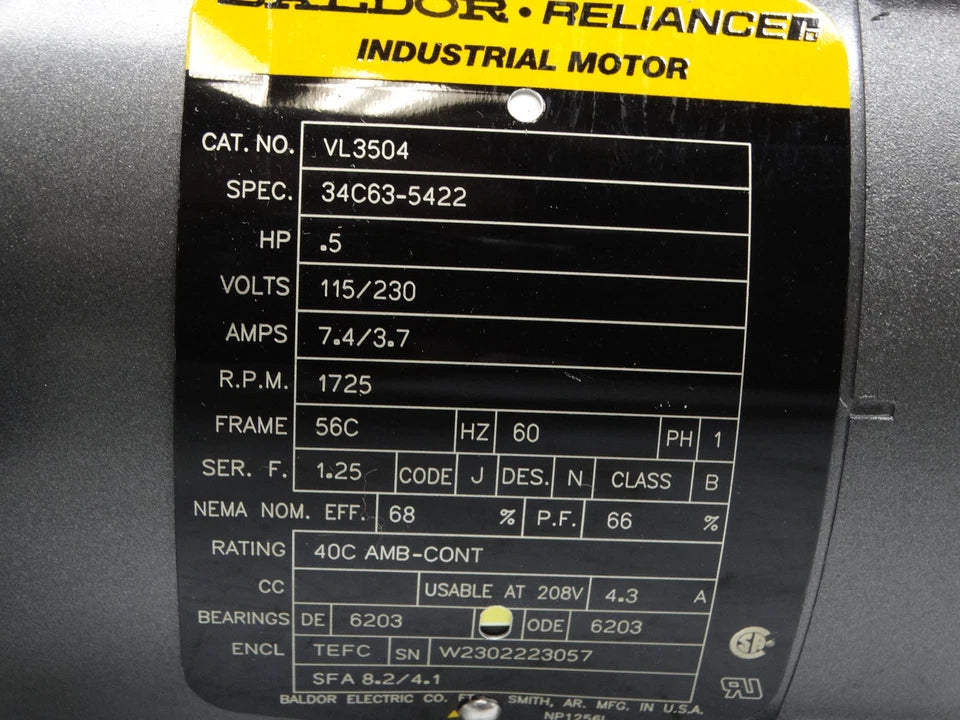 BALDOR • RELIANCE
INDUSTRIAL MOTOR
CAT. NO. VL3504
SPEC. 34C63-5422
HP .5
VOLTS 115/230
AMPS 7.4/3.7
R.P.M. 1725
FRAME 56C HZ 60 PH 1
SER. F. 1.25 CODE J DES. N CLASS B
NEMA NOM. EFF. 68 % P.F. 66 %
RATING 40C AMB-CONT
CC USABLE AT 208V 4.3 A
BEARINGS DE 6203 ODE 6203
ENCL TEFC SN W2302223057
SFA 8.2/4.1
BALDOR ELECTRIC CO. SMITH, AR. MFG. IN U.S.A.
NP1256L